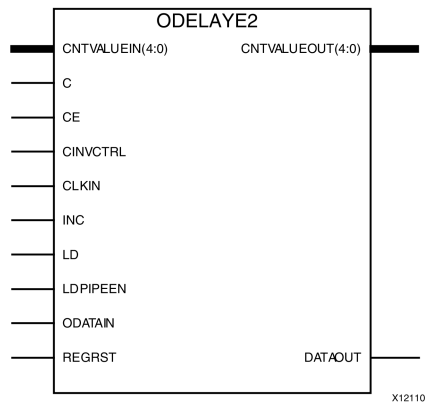 ODELAYE2
CNTVALUEIN(4:0) CNTVALUEOUT(4:0)
C
CE
CINVCTRL
CLKIN
INC
LD
LDPIPEEN
ODATAIN
REGRST DATAOUT
X12110